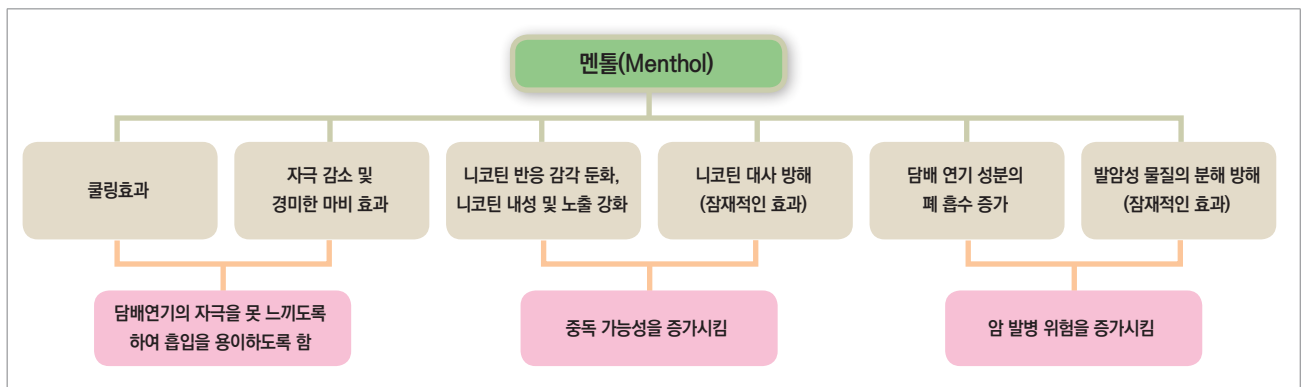 멘톨(Menthol)
쿨링효과
자극 감소 및
경미한 마비 효과
니코틴 반응 감각 둔화,
니코틴 내성 및 노출 강화
니코틴 대사 방해
(잠재적인 효과)
담배 연기 성분의
폐 흡수 증가
발암성 물질의 분해 방해
(잠재적인 효과)
담배연기의 자극을 못 느끼도록
하여 흡입을 용이하도록 함
중독 가능성을 증가시킴
암 발병 위험을 증가시킴